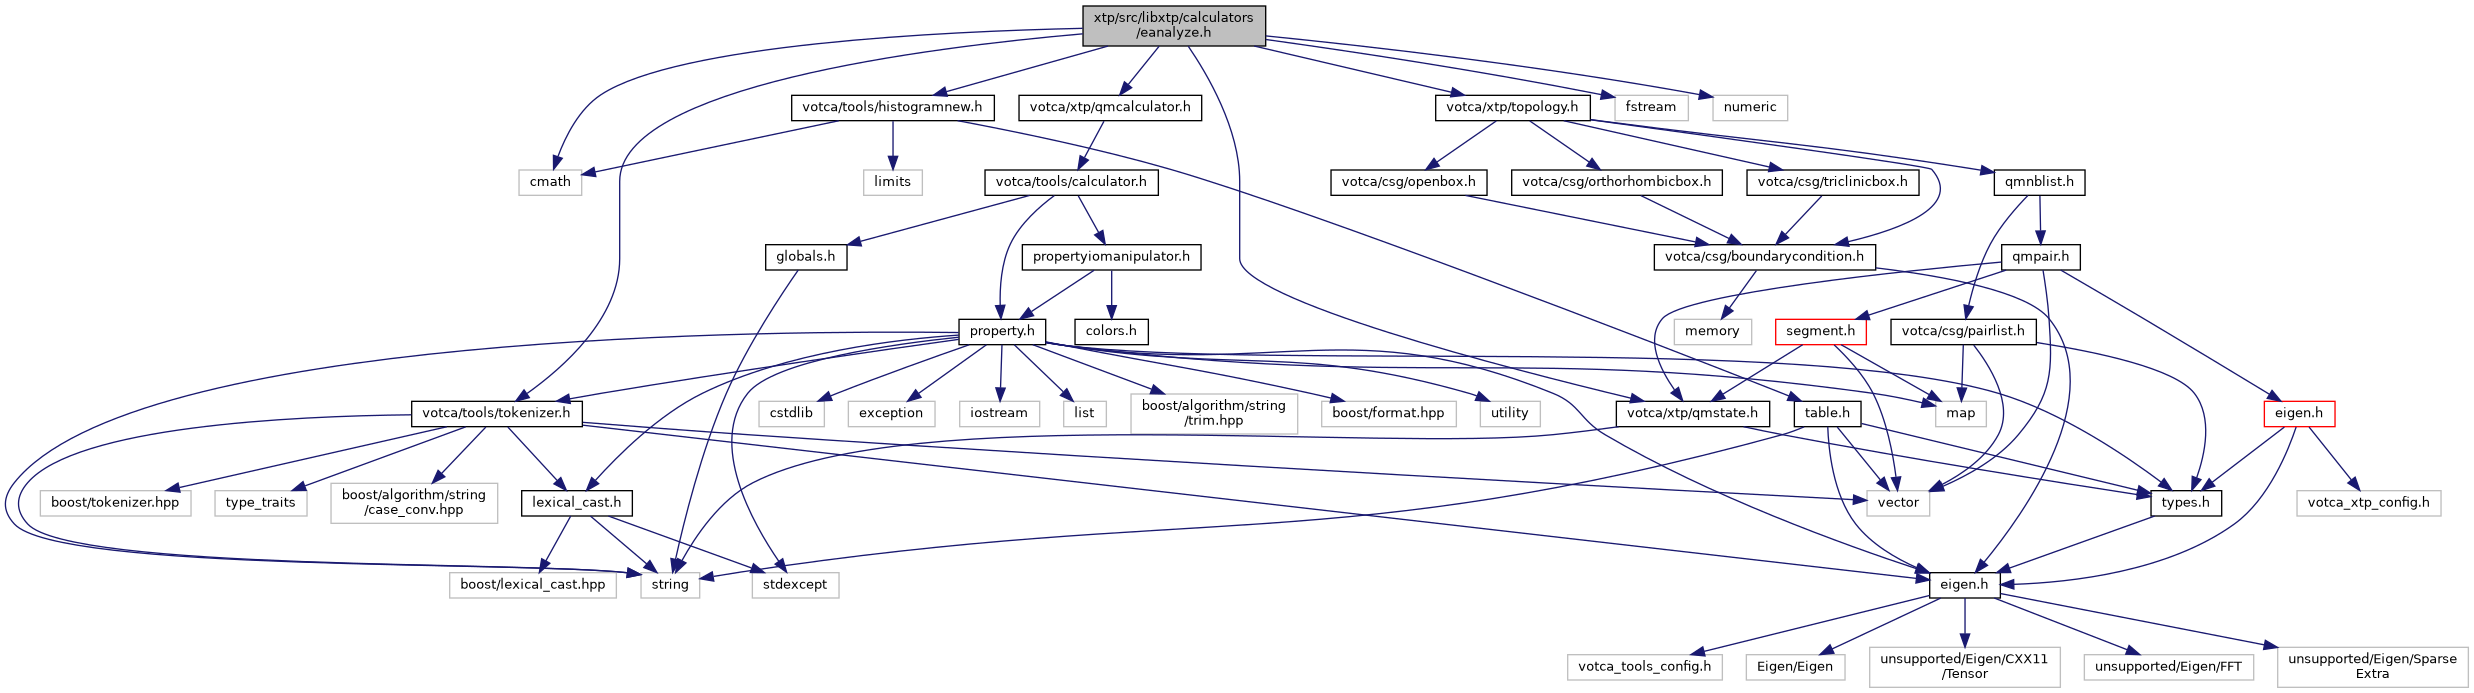 xtp/src/libxtp/calculators
/eanalyze.h
votca/tools/histogramnew.h
votca/xtp/qmcalculator.h
votca/xtp/topology.h
fstream
numeric
cmath
limits
votca/tools/calculator.h
votca/csg/openbox.h
votca/csg/orthorhombicbox.h
votca/csg/triclinicbox.h
qmnblist.h
globals.h
propertyiomanipulator.h
votca/csg/boundarycondition.h
qmpair.h
property.h
colors.h
memory
segment.h
votca/csg/pairlist.h
votca/tools/tokenizer.h
cstdlib
exception
iostream
list
boost/algorithm/string
/trim.hpp
boost/format.hpp
utility
votca/xtp/qmstate.h
table.h
map
eigen.h
boost/tokenizer.hpp
type_traits
boost/algorithm/string
/case_conv.hpp
lexical_cast.h
vector
types.h
votca_xtp_config.h
boost/lexical_cast.hpp
string
stdexcept
eigen.h
votca_tools_config.h
Eigen/Eigen
unsupported/Eigen/CXX11
/Tensor
unsupported/Eigen/FFT
unsupported/Eigen/Sparse
Extra